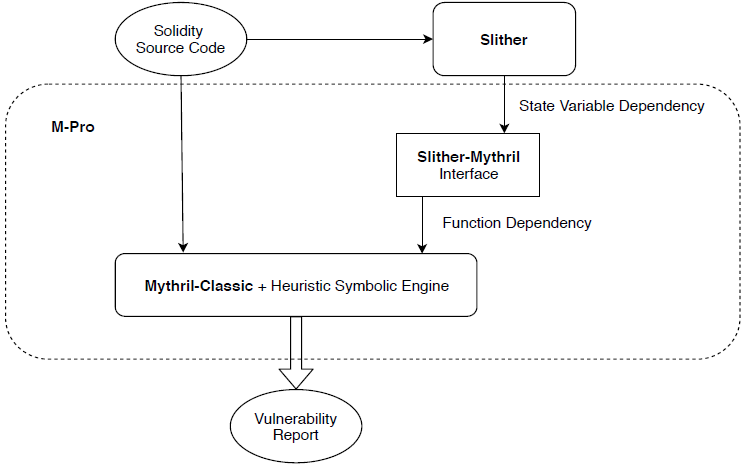 Solidity
Source Code
Slither
State Variable Dependency
M-Pro
Slither-Mythril
Interface
Function Dependency
Mythril-Classic + Heuristic Symbolic Engine
Vulnerability
Report